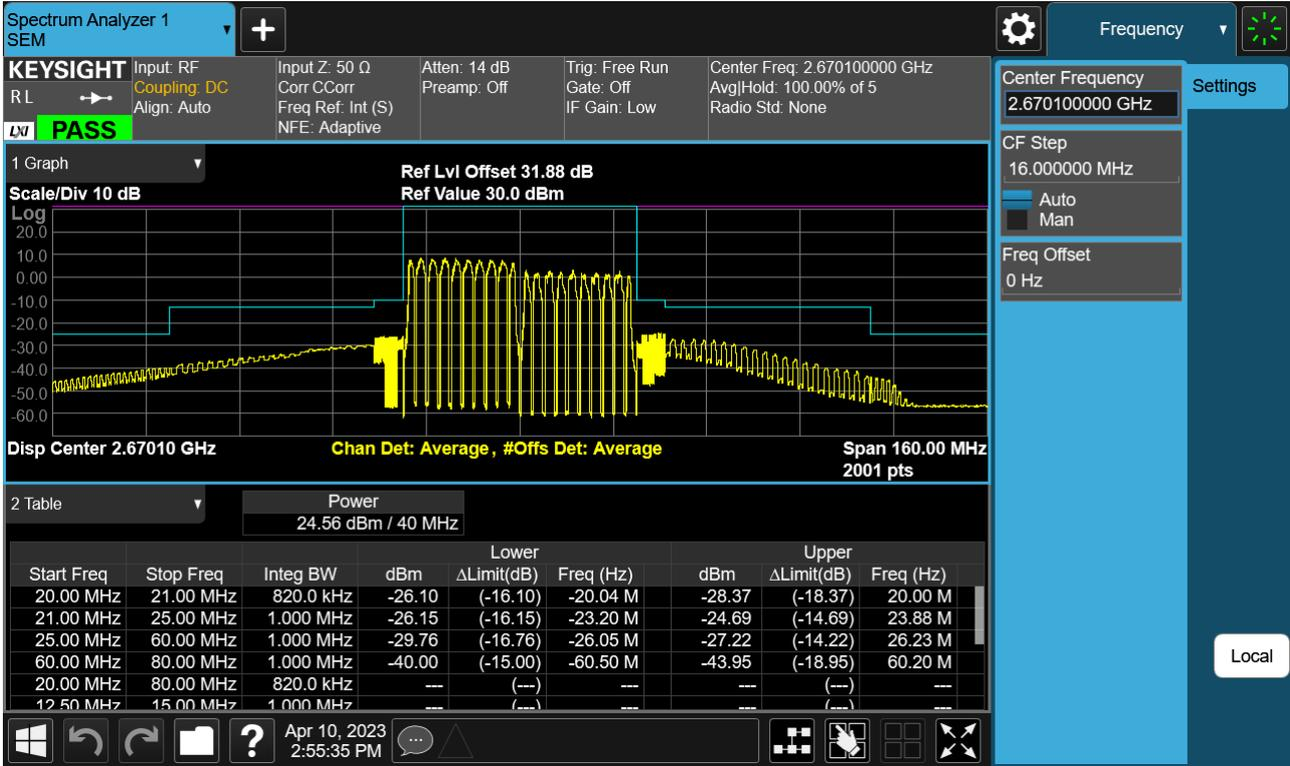 Spectrum Analyzer 1
SEM
Frequency
KEYSIGHT
R L
LXI
PASS
Input: RF
Coupling: DC
Align: Auto
Input Z: 50 Ω
Corr CCorr
Freq Ref: Int (S)
NFE: Adaptive
Atten: 14 dB
Preamp: Off
Trig: Free Run
Gate: Off
IF Gain: Low
Center Freq: 2.670100000 GHz
Avg|Hold: 100.00% of 5
Radio Std: None
Center Frequency
2.670100000 GHz
Settings
CF Step
16.000000 MHz
Auto
Man
Freq Offset
0 Hz
Local
1 Graph
Scale/Div 10 dB
Ref Lvl Offset 31.88 dB
Ref Value 30.0 dBm
Log
20.0
10.0
0.00
-10.0
-20.0
-30.0
-40.0
-50.0
-60.0
Disp Center 2.67010 GHz
Chan Det: Average , #Offs Det: Average
Span 160.00 MHz
2001 pts
2 Table
Power
24.56 dBm / 40 MHz
Lower Upper
Start Freq Stop Freq Integ BW dBm ΔLimit(dB) Freq (Hz) dBm ΔLimit(dB) Freq (Hz)
20.00 MHz 21.00 MHz 820.0 kHz -26.10 (-16.10) -20.04 M -28.37 (-18.37) 20.00 M
21.00 MHz 25.00 MHz 1.000 MHz -26.15 (-16.15) -23.20 M -24.69 (-14.69) 23.88 M
25.00 MHz 60.00 MHz 1.000 MHz -29.76 (-16.76) -26.05 M -27.22 (-14.22) 26.23 M
60.00 MHz 80.00 MHz 1.000 MHz -40.00 (-15.00) -60.50 M -43.95 (-18.95) 60.20 M
20.00 MHz 80.00 MHz 820.0 kHz --- (---) --- --- (---) ---
12.50 MHz 15.00 MHz 1.000 MHz --- (---) --- --- (---) ---
?
Apr 10, 2023
2:55:35 PM